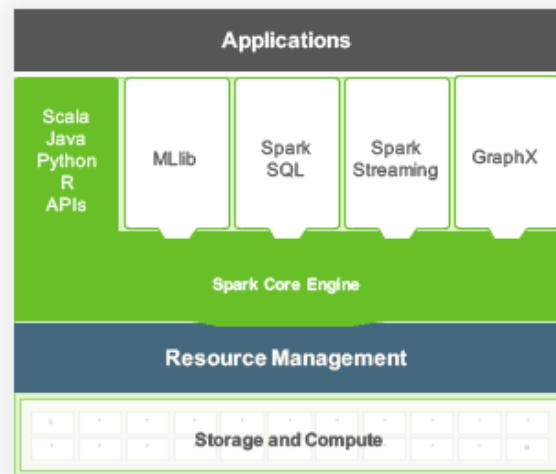 Applications
Scala
Java
Python
R
APIs
MLlib
Spark
SQL
Spark
Streaming
GraphX
Spark Core Engine
Resource Management
Storage and Compute